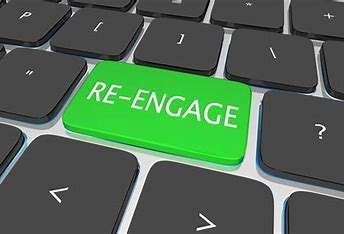 P [ ] \
"
RE-ENGAGE
?
< >